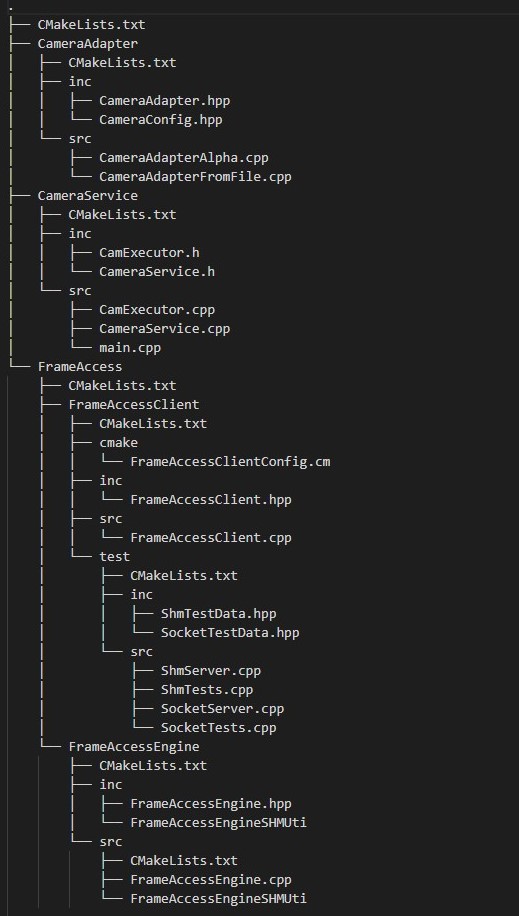 .
├── CMakeLists.txt
├── CameraAdapter
│   ├── CMakeLists.txt
│   ├── inc
│   │   ├── CameraAdapter.hpp
│   │   └── CameraConfig.hpp
│   └── src
│       ├── CameraAdapterAlpha.cpp
│       └── CameraAdapterFromFile.cpp
├── CameraService
│   ├── CMakeLists.txt
│   ├── inc
│   │   ├── CamExecutor.h
│   │   └── CameraService.h
│   └── src
│       ├── CamExecutor.cpp
│       ├── CameraService.cpp
│       └── main.cpp
└── FrameAccess
    ├── CMakeLists.txt
    ├── FrameAccessClient
    │   ├── CMakeLists.txt
    │   ├── cmake
    │   │   └── FrameAccessClientConfig.cm
    │   ├── inc
    │   │   └── FrameAccessClient.hpp
    │   ├── src
    │   │   └── FrameAccessClient.cpp
    │   └── test
    │       ├── CMakeLists.txt
    │       ├── inc
    │       │   ├── ShmTestData.hpp
    │       │   └── SocketTestData.hpp
    │       └── src
    │           ├── ShmServer.cpp
    │           ├── ShmTests.cpp
    │           ├── SocketServer.cpp
    │           └── SocketTests.cpp
    └── FrameAccessEngine
        ├── CMakeLists.txt
        ├── inc
        │   ├── FrameAccessEngine.hpp
        │   └── FrameAccessEngineSHMUti
        └── src
            ├── CMakeLists.txt
            ├── FrameAccessEngine.cpp
            └── FrameAccessEngineSHMUti